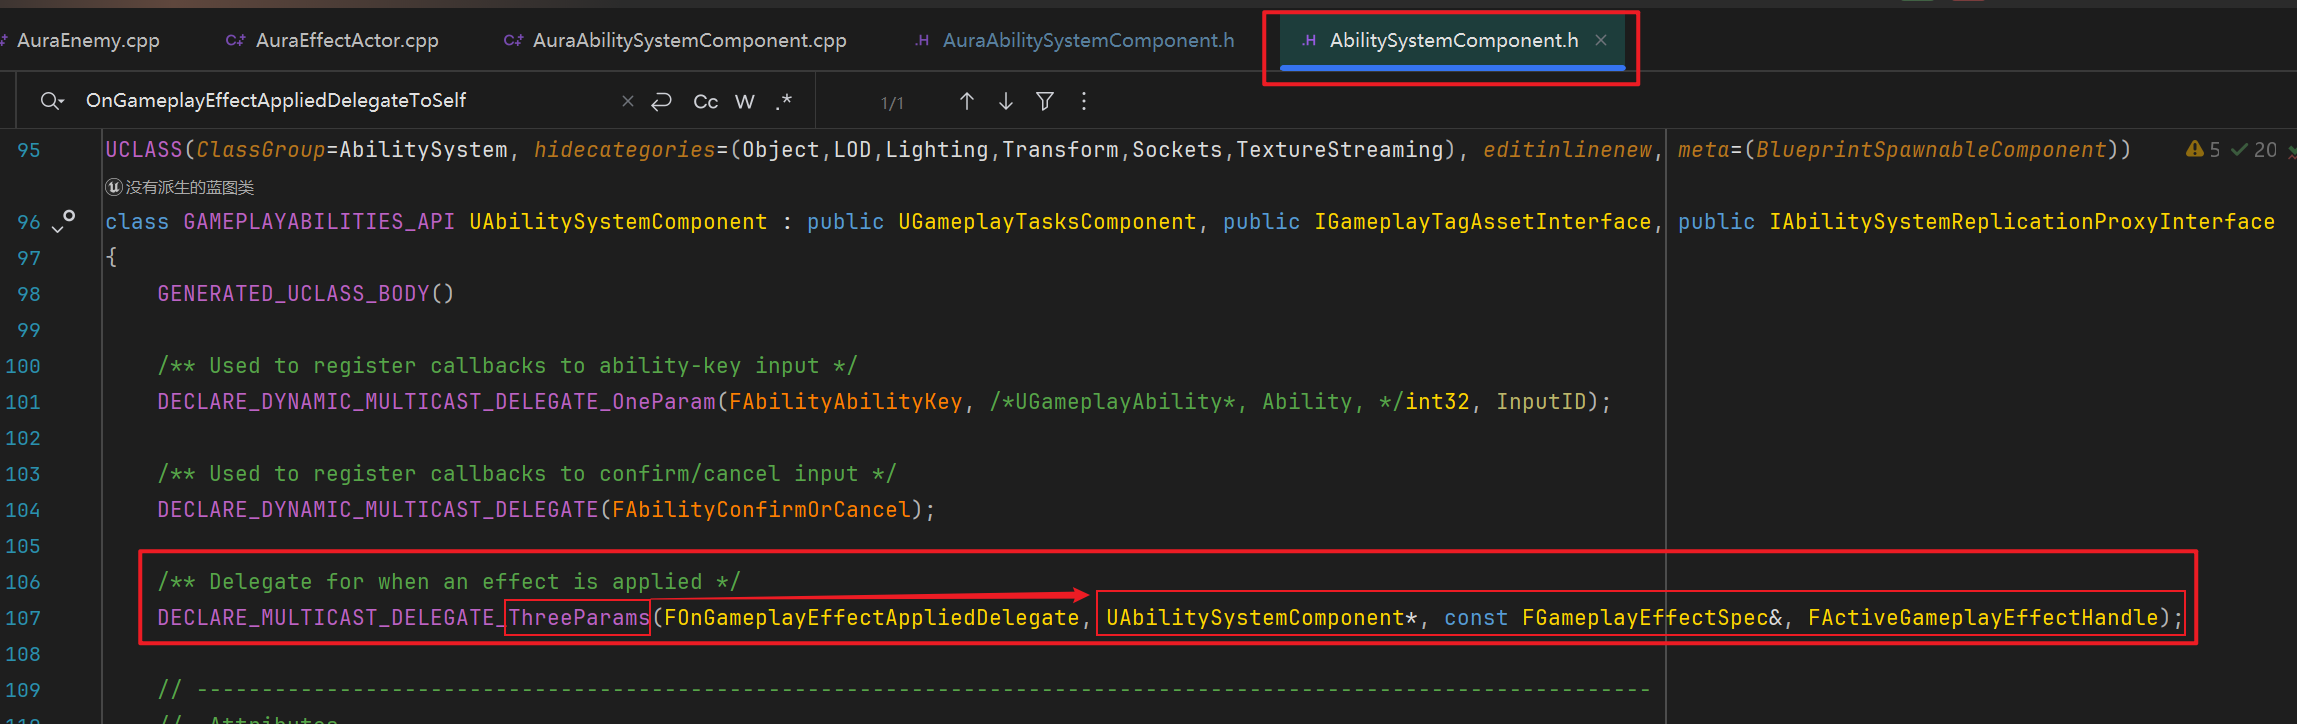 AuraEnemy.cpp C++ AuraEffectActor.cpp C++ AuraAbilitySystemComponent.cpp .H AuraAbilitySystemComponent.h .H AbilitySystemComponent.h ×
OnGameplayEffectAppliedDelegateToSelf × Cc W .* 1/1
95 UCLASS(ClassGroup=AbilitySystem, hidecategories=(Object,LOD,Lighting,Transform,Sockets,TextureStreaming), editinlinenew, meta=(BlueprintSpawnableComponent)) 5 20
没有派生的蓝图类
96 class GAMEPLAYABILITIES_API UAbilitySystemComponent : public UGameplayTasksComponent, public IGameplayTagAssetInterface, public IAbilitySystemReplicationProxyInterface
97 {
98 GENERATED_UCLASS_BODY()
99
100 /** Used to register callbacks to ability-key input */
101 DECLARE_DYNAMIC_MULTICAST_DELEGATE_OneParam(FAbilityAbilityKey, /*UGameplayAbility*, Ability, */int32, InputID);
102
103 /** Used to register callbacks to confirm/cancel input */
104 DECLARE_DYNAMIC_MULTICAST_DELEGATE(FAbilityConfirmOrCancel);
105
106 /** Delegate for when an effect is applied */
107 DECLARE_MULTICAST_DELEGATE_ThreeParams(FOnGameplayEffectAppliedDelegate, UAbilitySystemComponent*, const FGameplayEffectSpec&, FActiveGameplayEffectHandle);
108
109 // ----------------------------------------------------------------------------------------------------------------
110 // Attributes